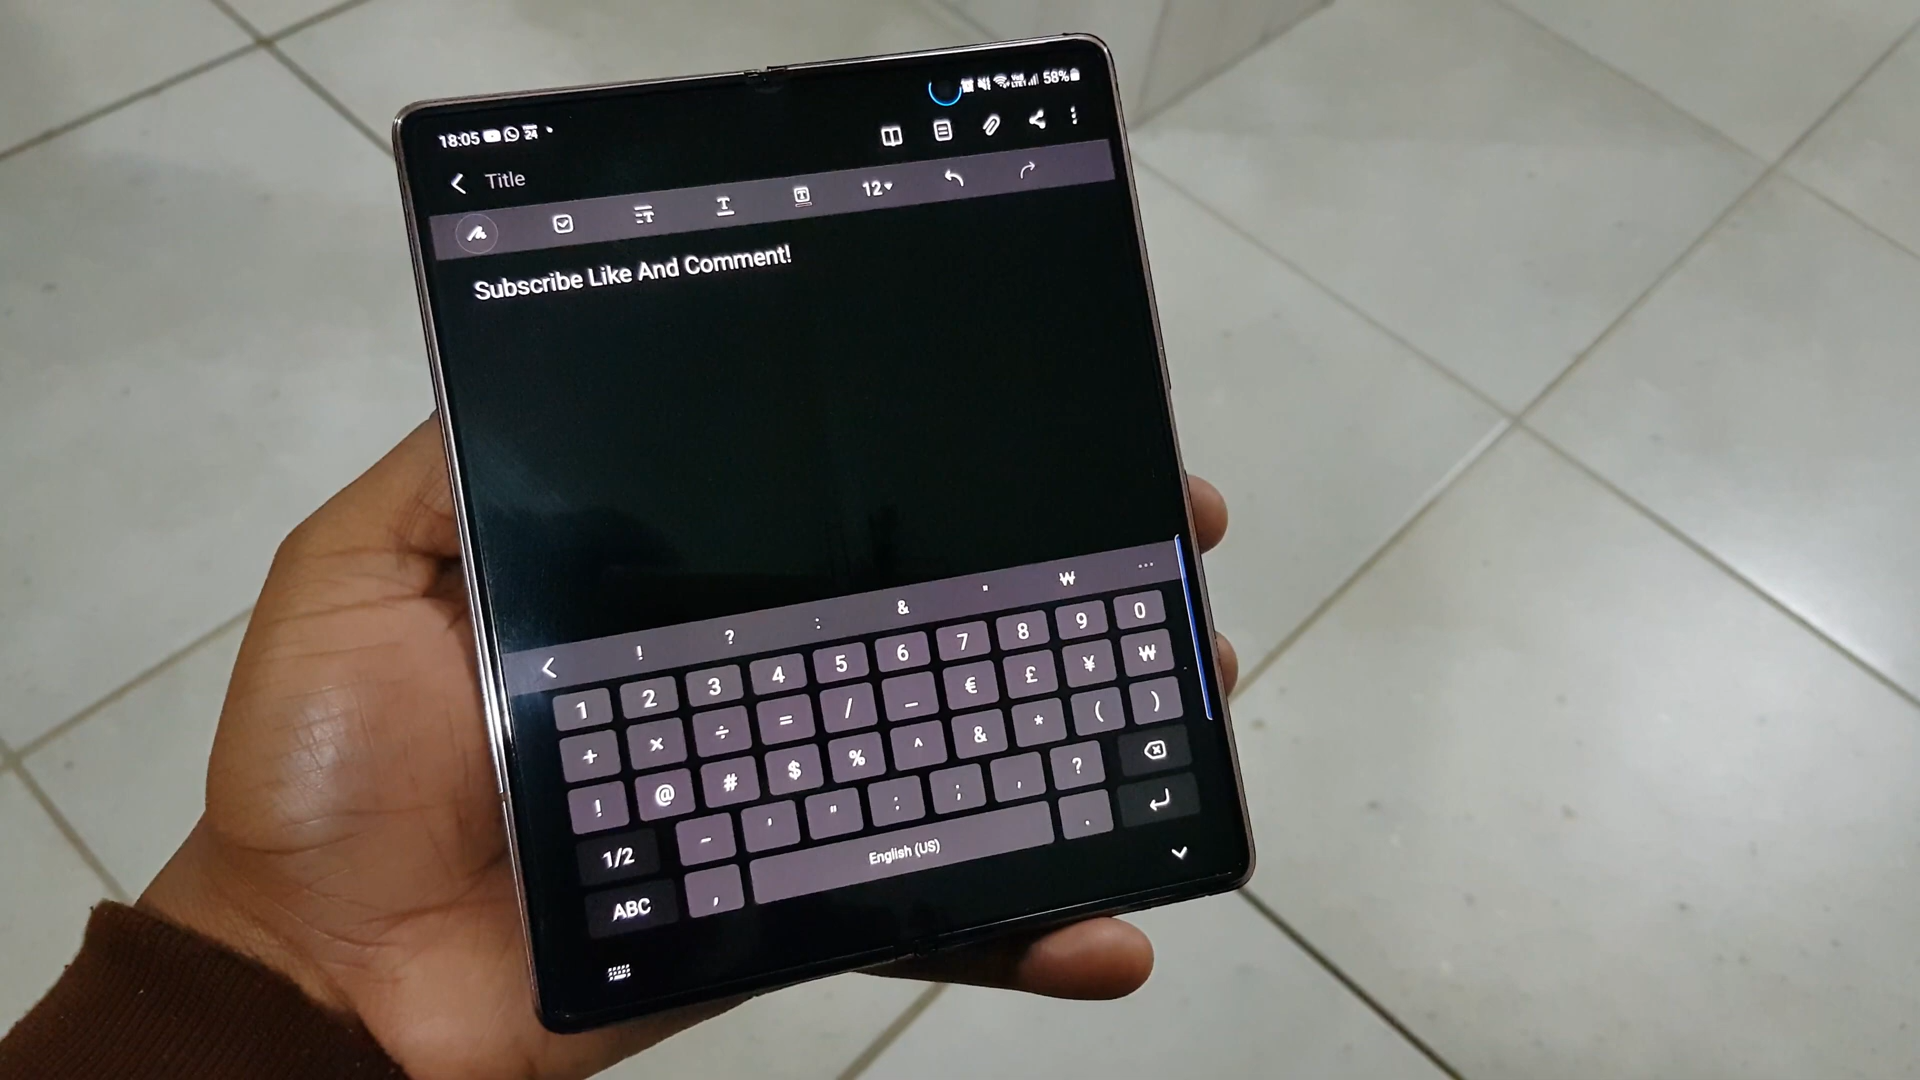 18:05 24 58%
Title
12
Subscribe Like And Comment!
! ? : & " ₩ ...
1 2 3 4 5 6 7 8 9 0
+ × ÷ = / _ € £ ¥ ₩
! @ # $ % ^ & * ( )
1/2 - ' " : ; , ?
ABC , English (US) .